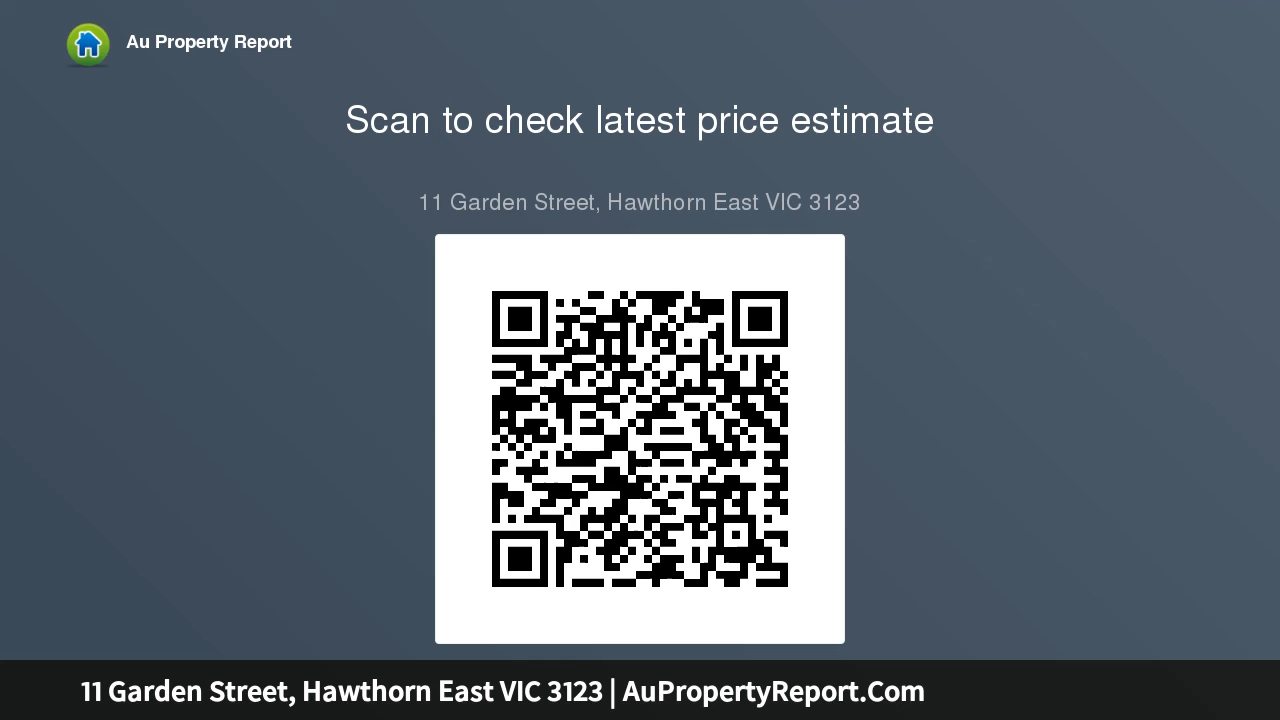 Au Property Report
Scan to check latest price estimate
11 Garden Street, Hawthorn East VIC 3123
11 Garden Street, Hawthorn East VIC 3123 | AuPropertyReport.Com